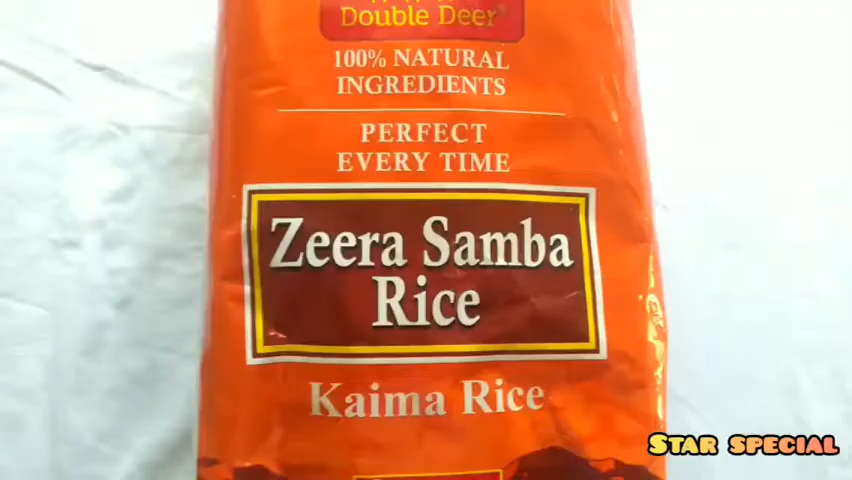 Double Deer®
100% NATURAL
INGREDIENTS
PERFECT
EVERY TIME
Zeera Samba
Rice
Kaima Rice
STAR SPECIAL